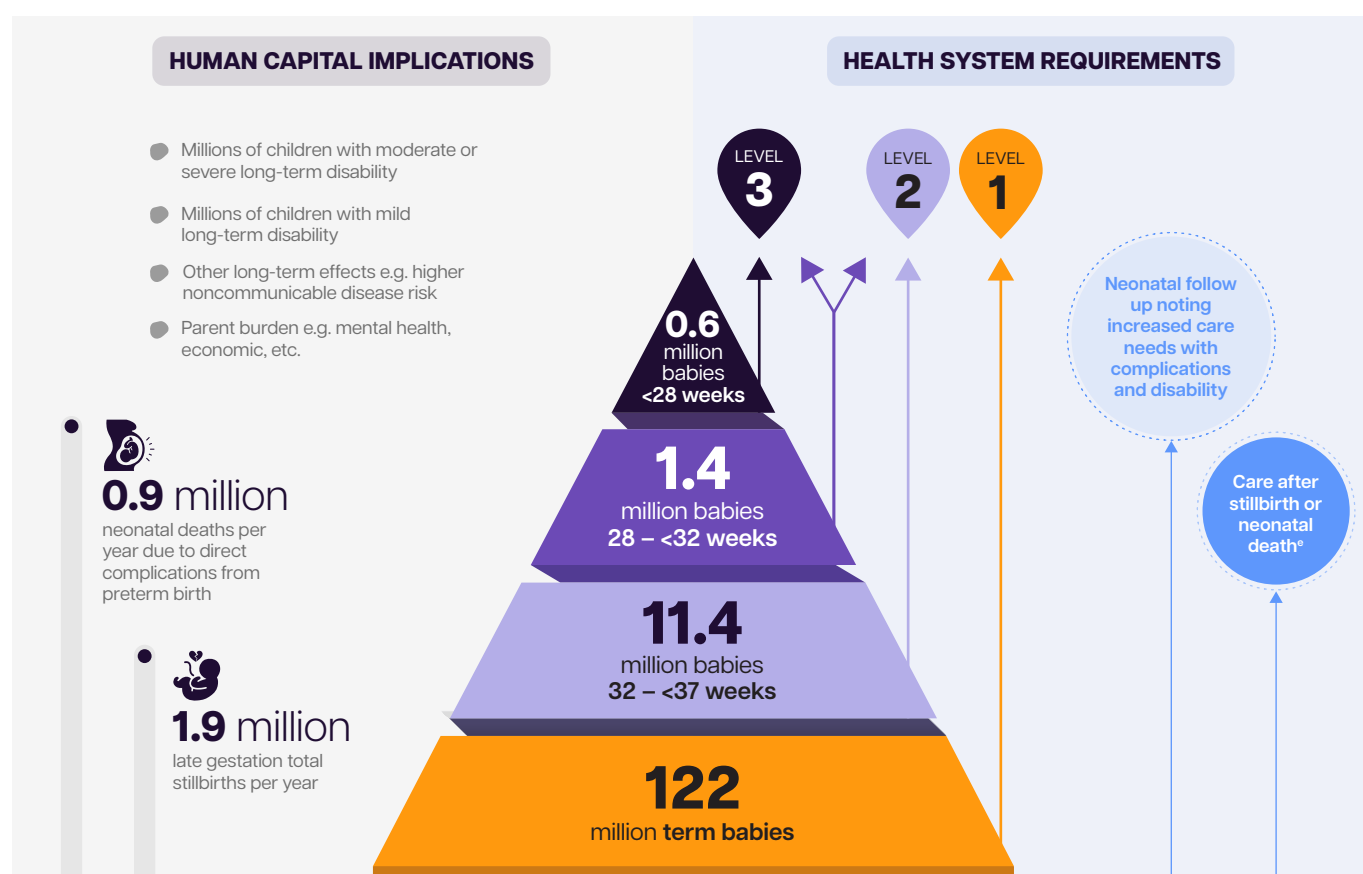 HUMAN CAPITAL IMPLICATIONS
Millions of children with moderate or
severe long-term disability
Millions of children with mild
long-term disability
Other long-term effects e.g. higher
noncommunicable disease risk
Parent burden e.g. mental health,
economic, etc.
0.9 million
neonatal deaths per
year due to direct
complications from
preterm birth
1.9 million
late gestation total
stillbirths per year
0.6
million
babies
<28 weeks
1.4
million babies
28 – <32 weeks
11.4
million babies
32 – <37 weeks
122
million term babies
HEALTH SYSTEM REQUIREMENTS
LEVEL
3
LEVEL
2
LEVEL
1
Neonatal follow
up noting
increased care
needs with
complications
and disability
Care after
stillbirth or
neonatal
deathᵉ